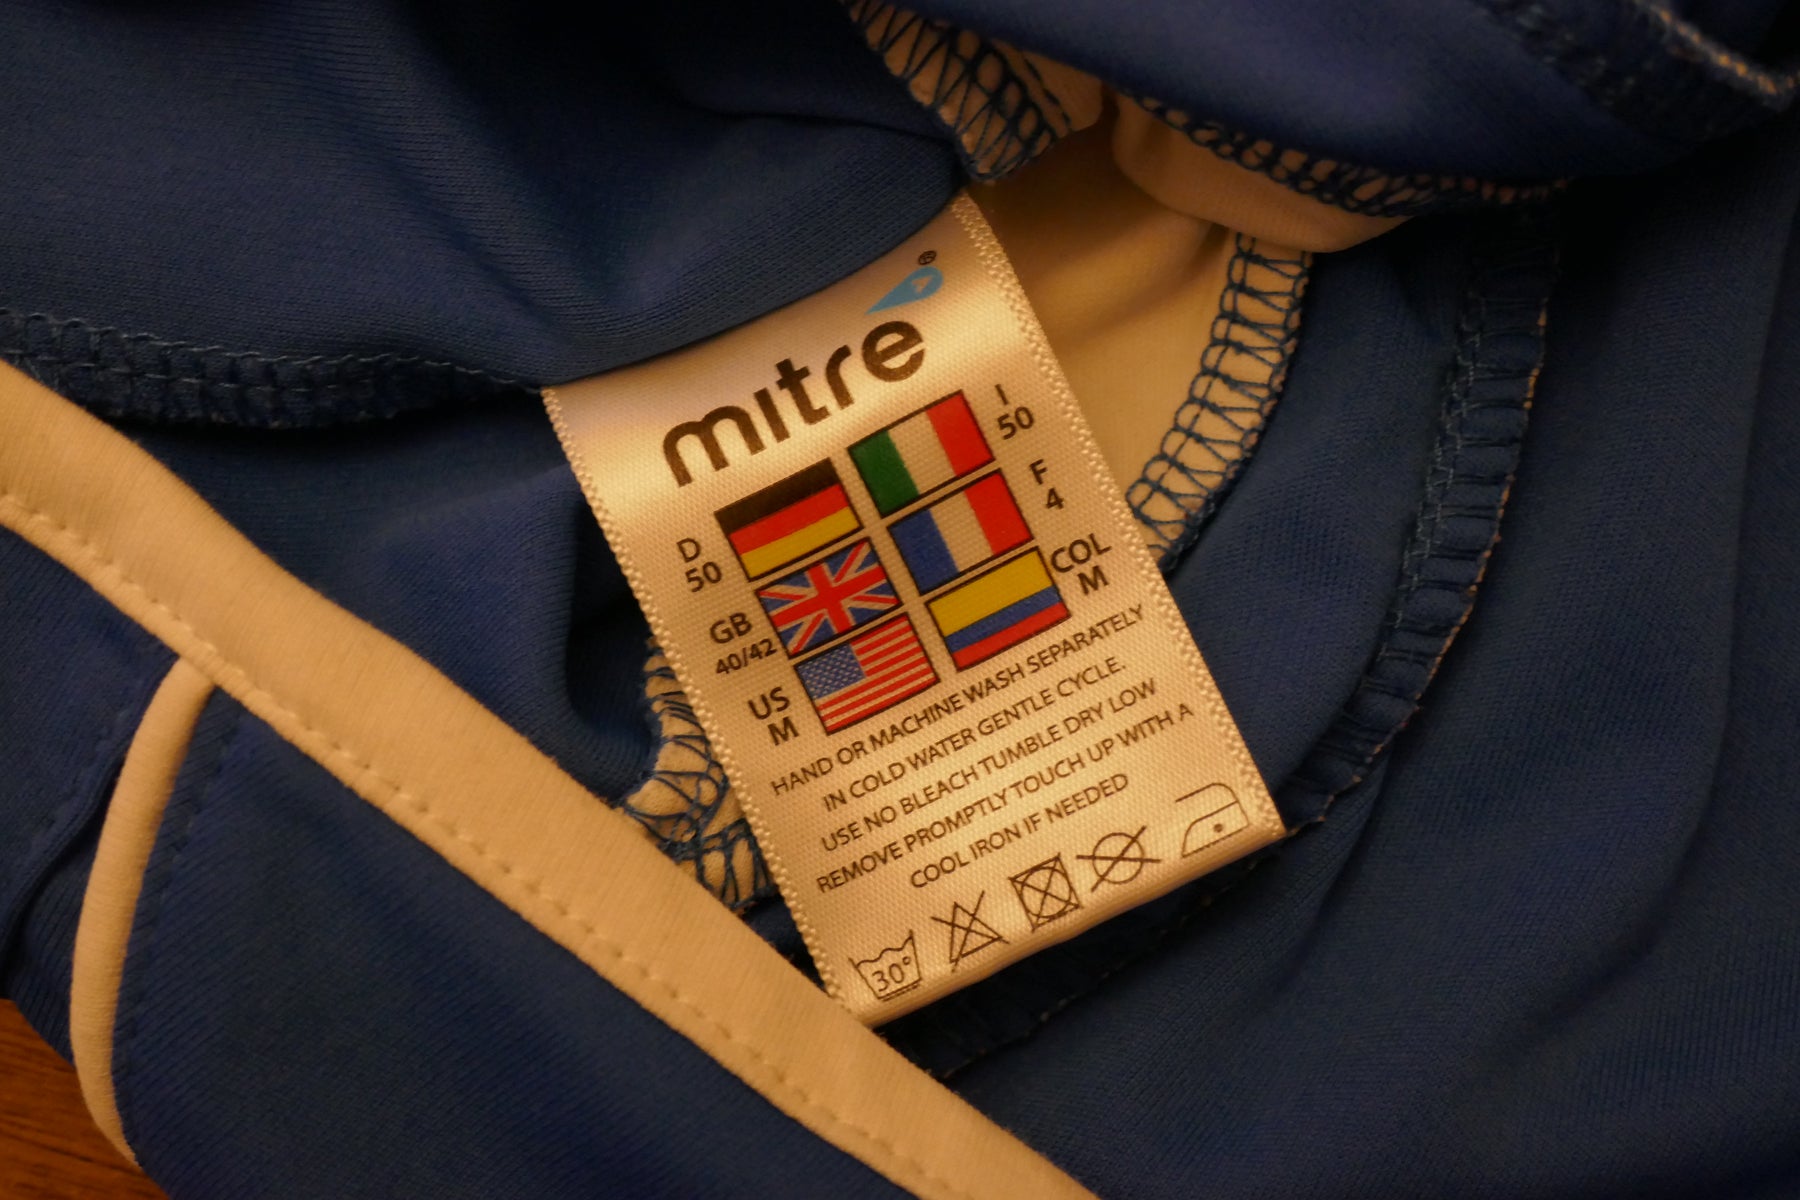 mitre®
D
50
I
50
GB
40/42
F
4
US
M
COL
M
HAND OR MACHINE WASH SEPARATELY
IN COLD WATER GENTLE CYCLE.
USE NO BLEACH TUMBLE DRY LOW
REMOVE PROMPTLY TOUCH UP WITH A
COOL IRON IF NEEDED
30°